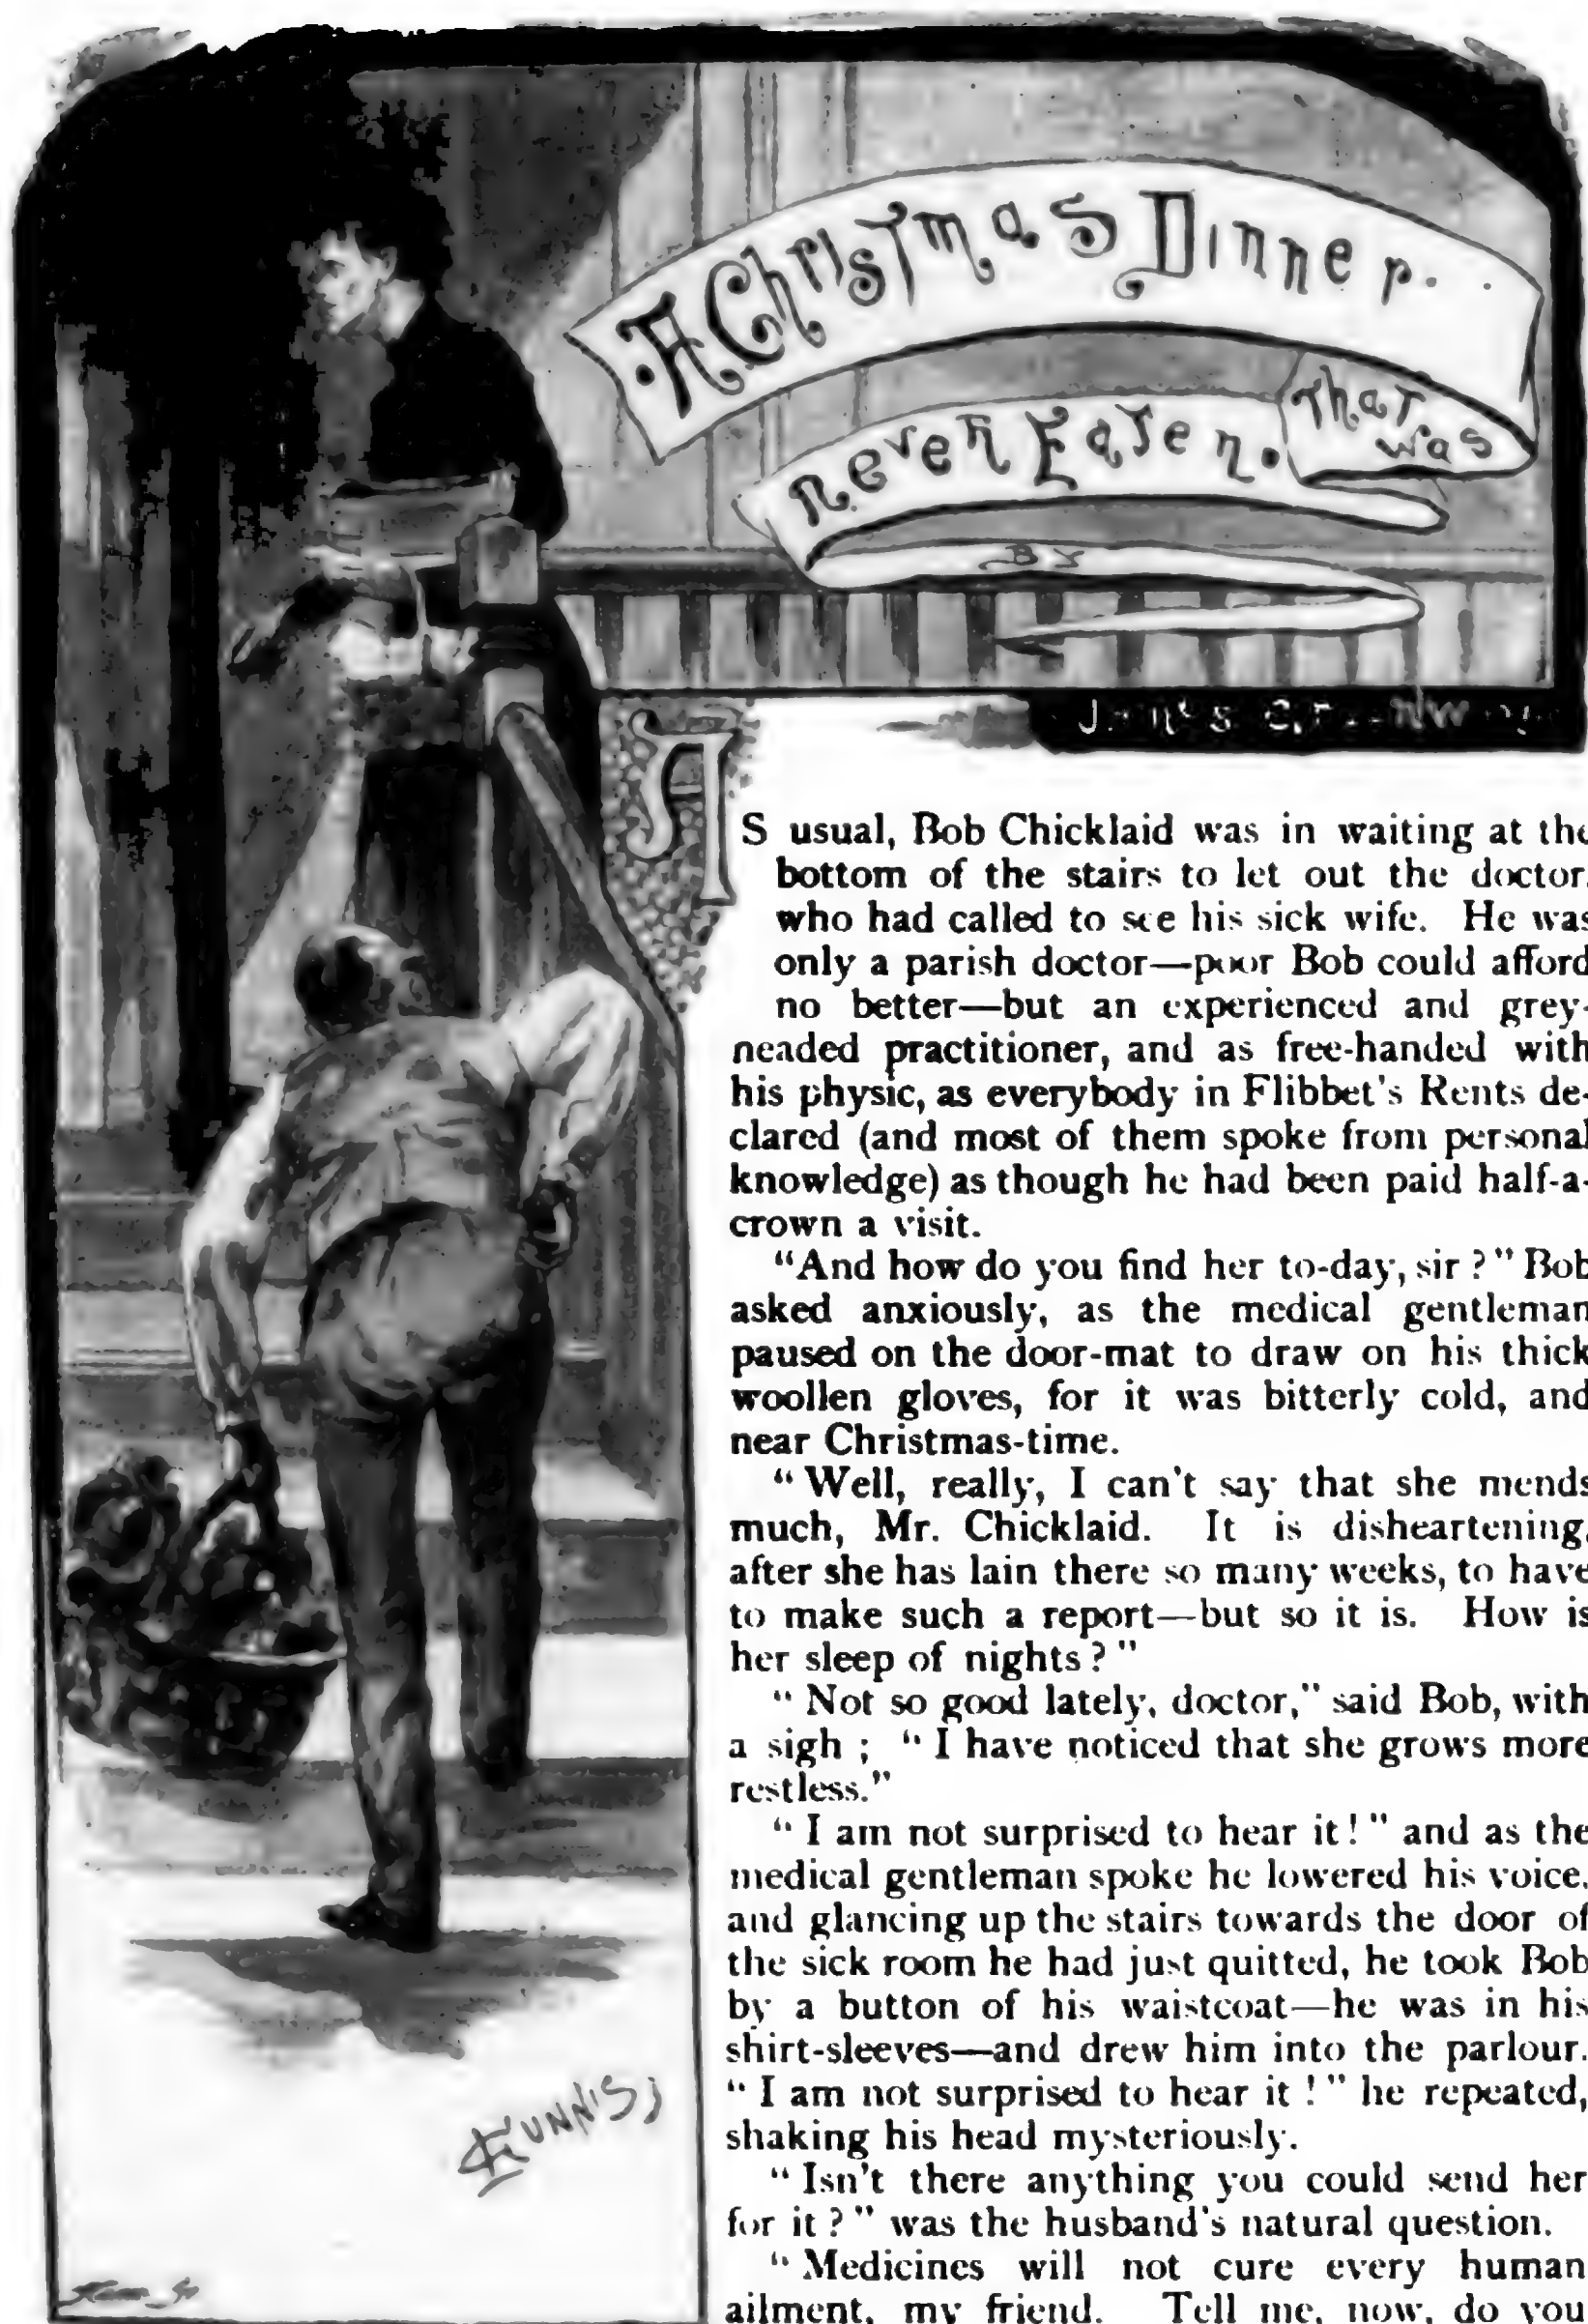 A Christmas Dinner.
That
was
never Eaten.
By
AS usual, Bob Chicklaid was in waiting at the
bottom of the stairs to let out the doctor,
who had called to see his sick wife. He was
only a parish doctor—poor Bob could afford
no better—but an experienced and grey-
neaded practitioner, and as free-handed with
his physic, as everybody in Flibbet's Rents de-
clared (and most of them spoke from personal
knowledge) as though he had been paid half-a-
crown a visit.
"And how do you find her to-day, sir?" Bob
asked anxiously, as the medical gentleman
paused on the door-mat to draw on his thick
woollen gloves, for it was bitterly cold, and
near Christmas-time.
"Well, really, I can't say that she mends
much, Mr. Chicklaid. It is disheartening,
after she has lain there so many weeks, to have
to make such a report—but so it is. How is
her sleep of nights?"
"Not so good lately, doctor," said Bob, with
a sigh; "I have noticed that she grows more
restless."
"I am not surprised to hear it!" and as the
medical gentleman spoke he lowered his voice,
and glancing up the stairs towards the door of
the sick room he had just quitted, he took Bob
by a button of his waistcoat—he was in his
shirt-sleeves—and drew him into the parlour.
"I am not surprised to hear it!" he repeated,
shaking his head mysteriously.
"Isn't there anything you could send her
for it?" was the husband's natural question.
"Medicines will not cure every human
ailment, my friend. Tell me, now, do you